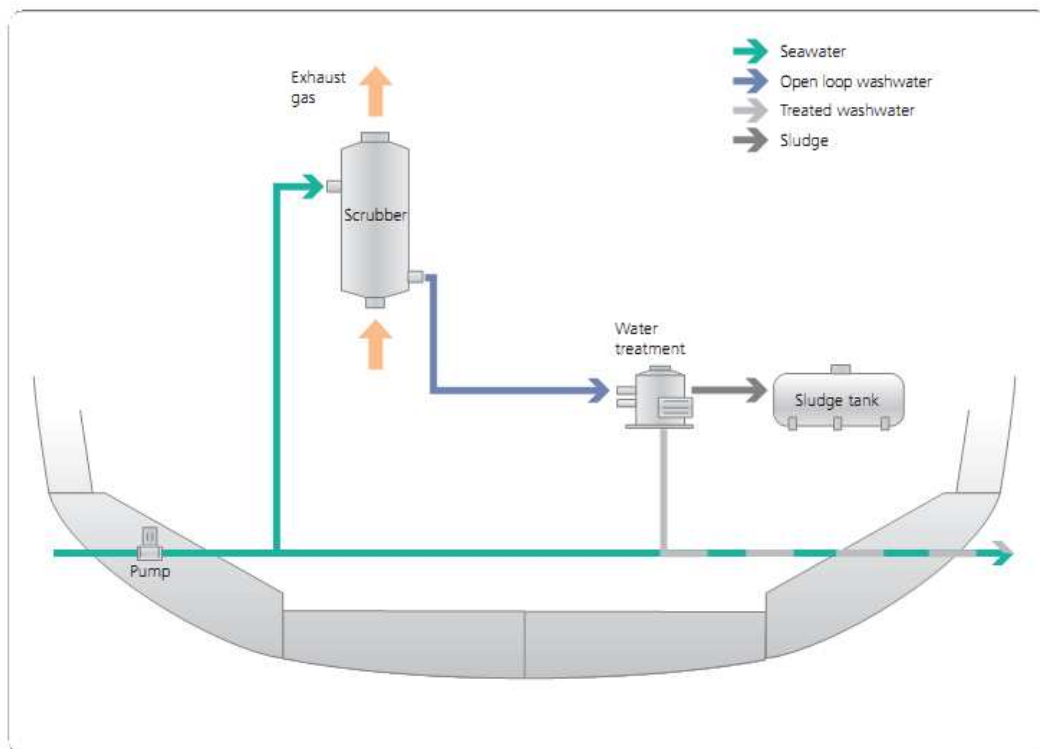 Exhaust
gas
Seawater
Open loop washwater
Treated washwater
Sludge
Scrubber
Water
treatment
Sludge tank
Pump